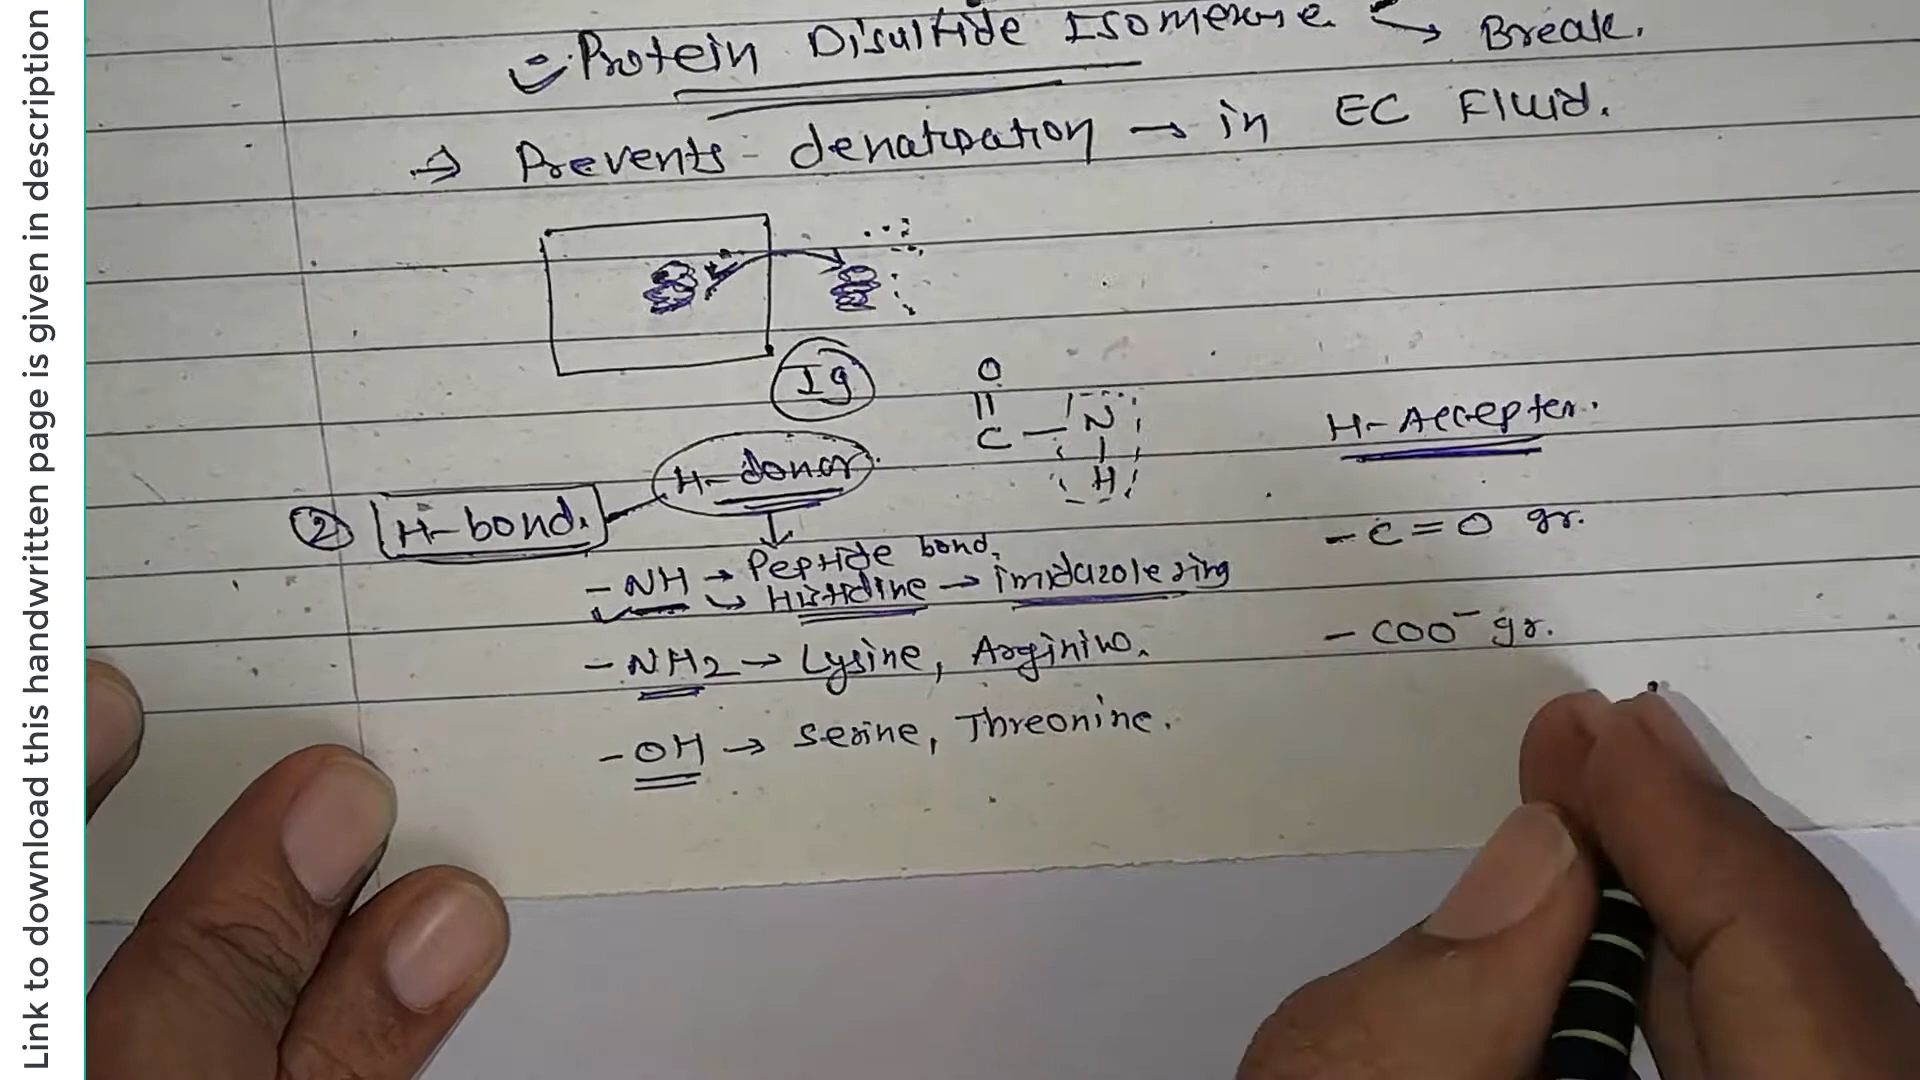 Link to download this handwritten page is given in description
Protein Disulfide Isomerase → Break.
→ Prevents - denaturation → in EC Fluid.
Ig
O
C - N
H
H-Accepter.
② H-bond. H-donor.
- C = O gr.
- NH → Peptide bond,
→ Histidine → imidazole ring
- COO⁻ gr.
- NH2 → Lysine, Arginine.
- OH → Serine, Threonine.